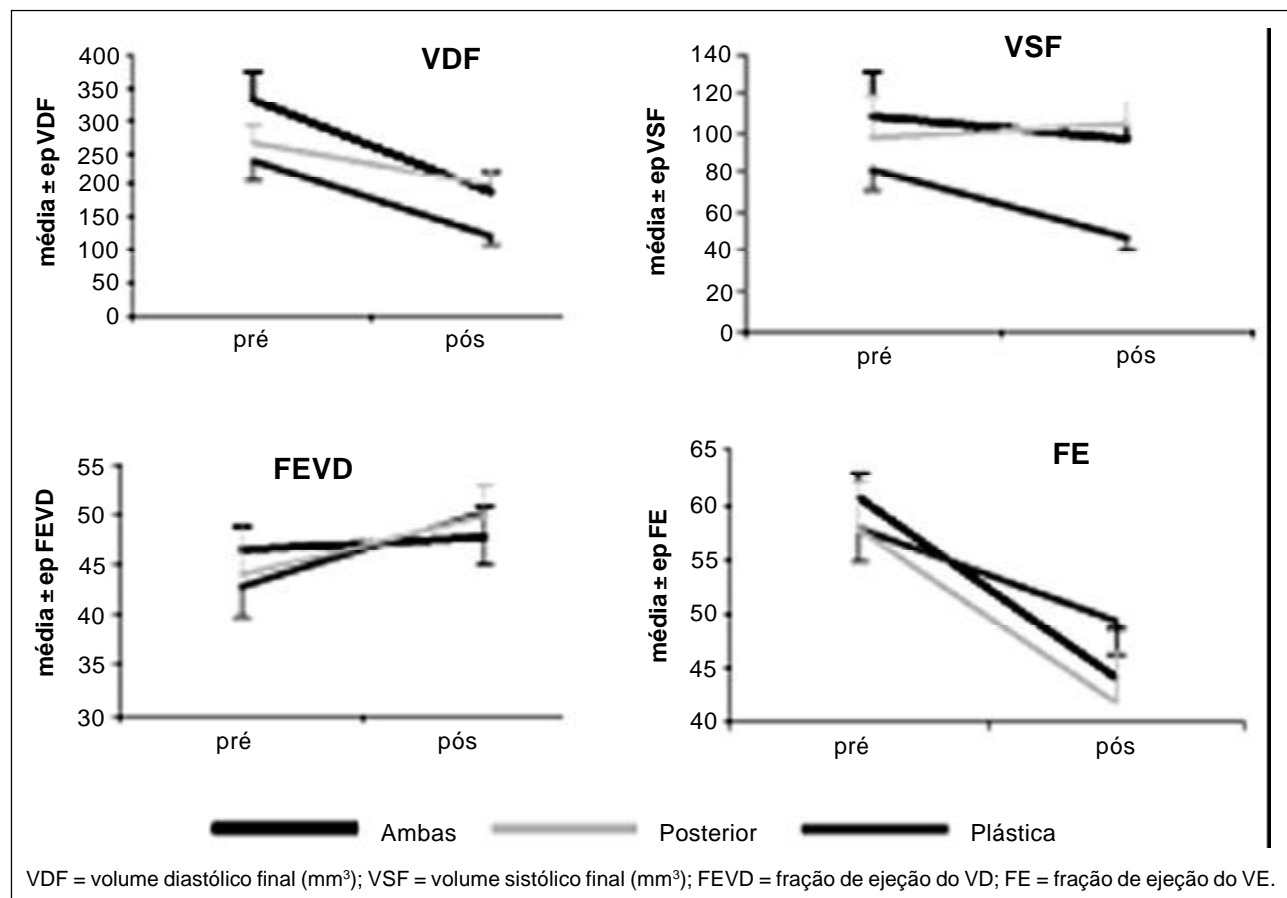 VDF
média ± ep VDF
400
350
300
250
200
150
100
50
0
pré pós
VSF
média ± ep VSF
140
120
100
80
60
40
20
0
pré pós
FEVD
média ± ep FEVD
55
50
45
40
35
30
pré pós
FE
média ± ep FE
65
60
55
50
45
40
pré pós
Ambas Posterior Plástica
VDF = volume diastólico final (mm³); VSF = volume sistólico final (mm³); FEVD = fração de ejeção do VD; FE = fração de ejeção do VE.